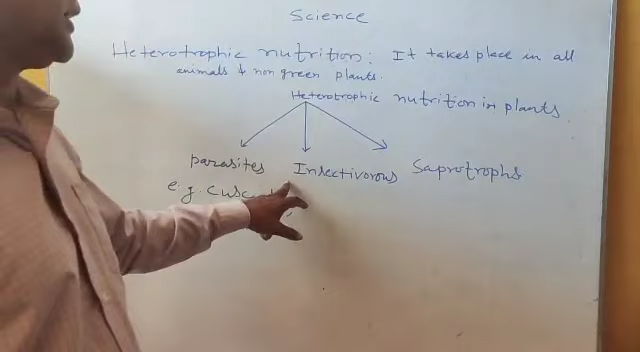 Science
Heterotrophic nutrition: It takes place in all
animals & non green plants.
Heterotrophic nutrition in plants
parasites Insectivorous Saprotrophs
e.g.